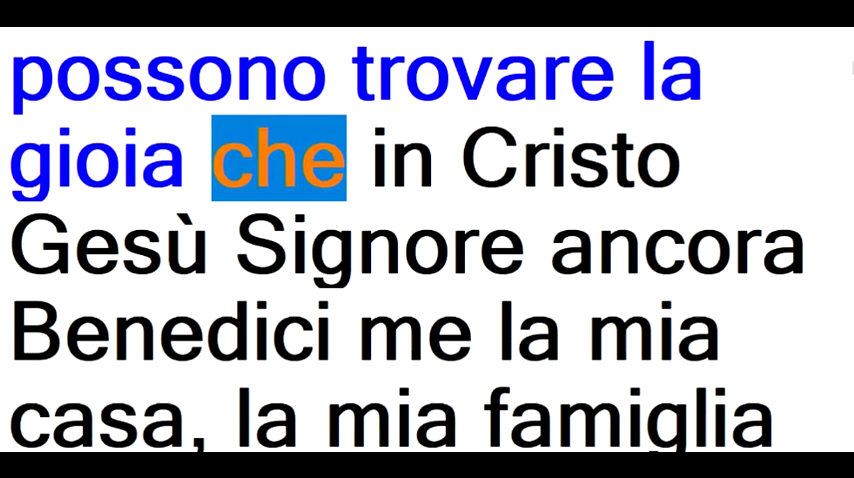 possono trovare la
gioia che in Cristo
Gesù Signore ancora
Benedici me la mia
casa, la mia famiglia